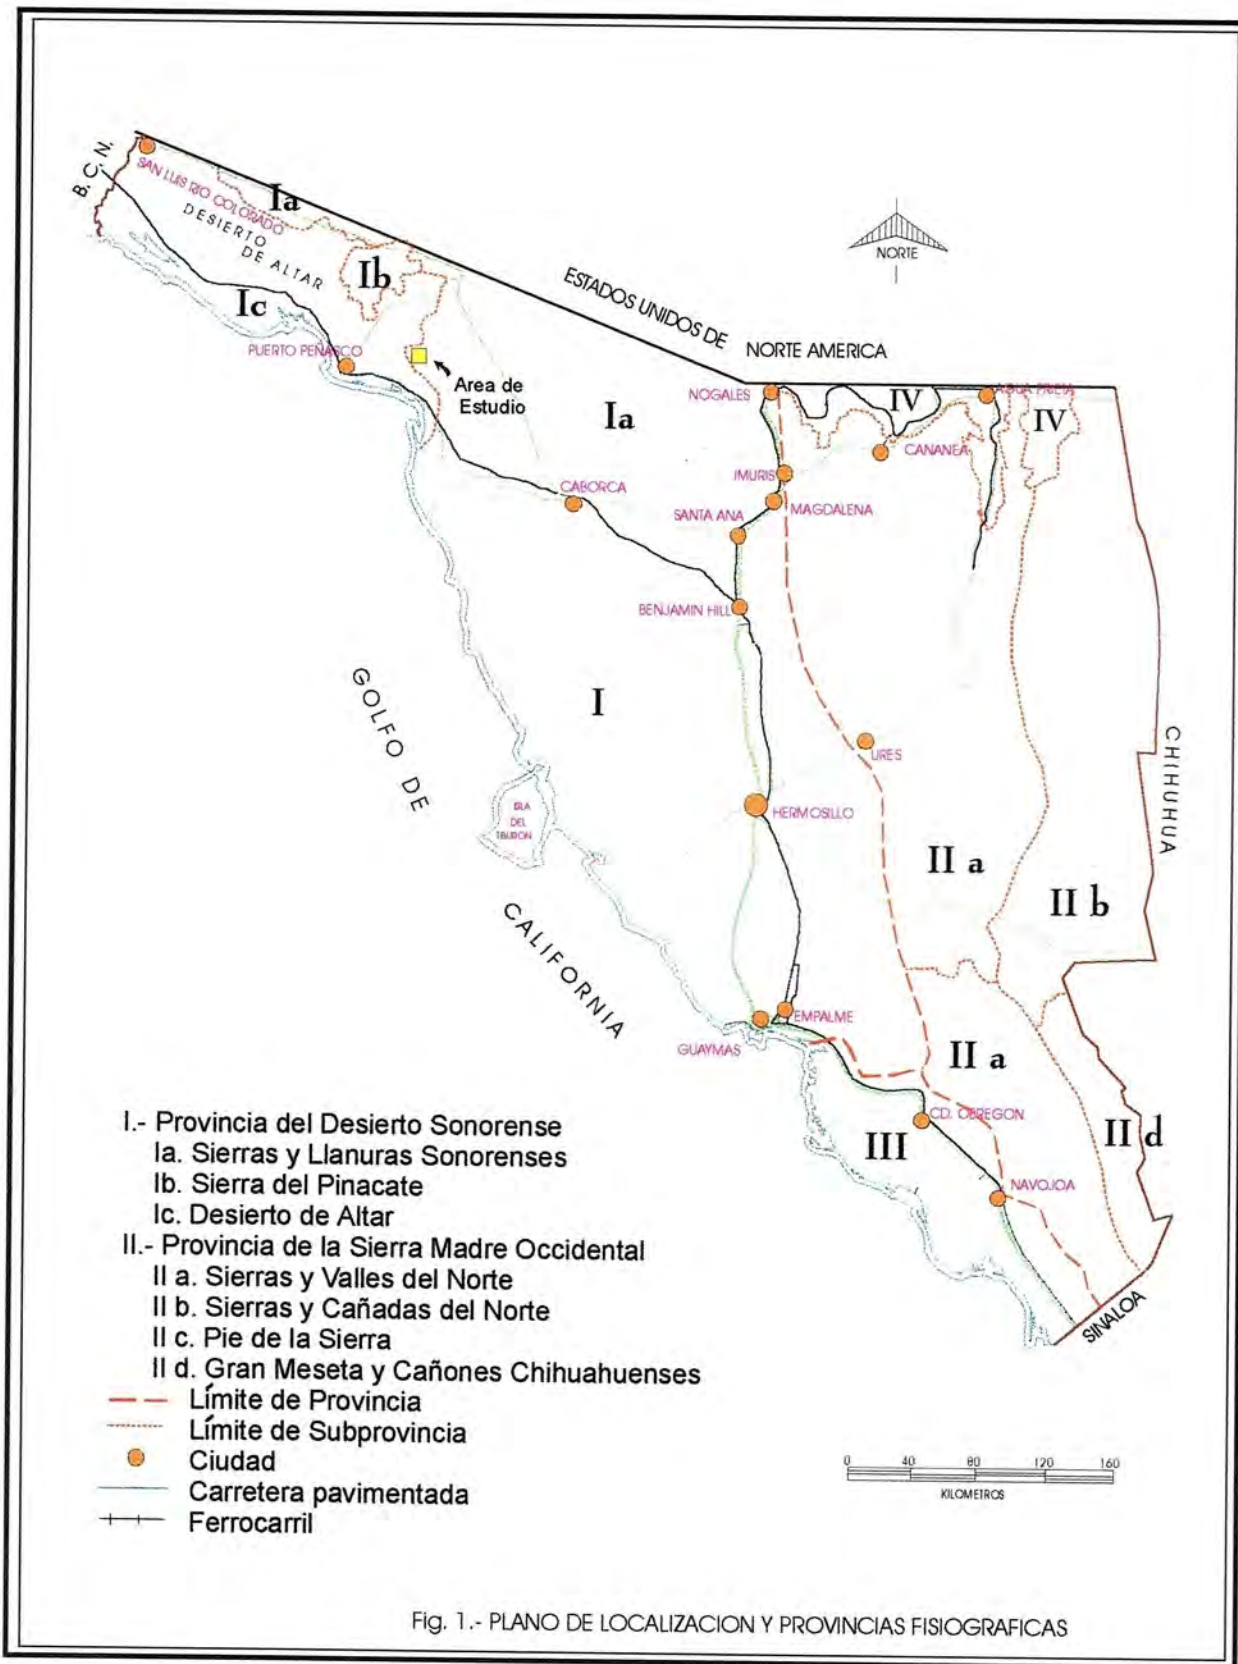 B. C. N.
SAN LUIS RIO COLORADO
Ia
DESIERTO
DE ALTAR
Ib
Ic
NORTE
ESTADOS UNIDOS DE
NORTE AMERICA
PUERTO PEÑASCO
Area de
Estudio
Ia
NOGALES
IV
AGUA PRIETA
IV
CANANEA
IMURIS
CABORCA
MAGDALENA
SANTA ANA
BENJAMIN HILL
GOLFO DE
I
CHIHUHUA
URES
ISLA
DEL
TIBURON
HERMOSILLO
II a
II b
CALIFORNIA
EMPALME
GUAYMAS
II a
CD. OBREGON
III
II d
NAVOJOA
SINALOA
I.- Provincia del Desierto Sonorense
Ia. Sierras y Llanuras Sonorenses
Ib. Sierra del Pinacate
Ic. Desierto de Altar
II.- Provincia de la Sierra Madre Occidental
II a. Sierras y Valles del Norte
II b. Sierras y Cañadas del Norte
II c. Pie de la Sierra
II d. Gran Meseta y Cañones Chihuahuenses
Límite de Provincia
Límite de Subprovincia
Ciudad
Carretera pavimentada
Ferrocarril
0 40 80 120 160
KILOMETROS
Fig. 1.- PLANO DE LOCALIZACION Y PROVINCIAS FISIOGRAFICAS